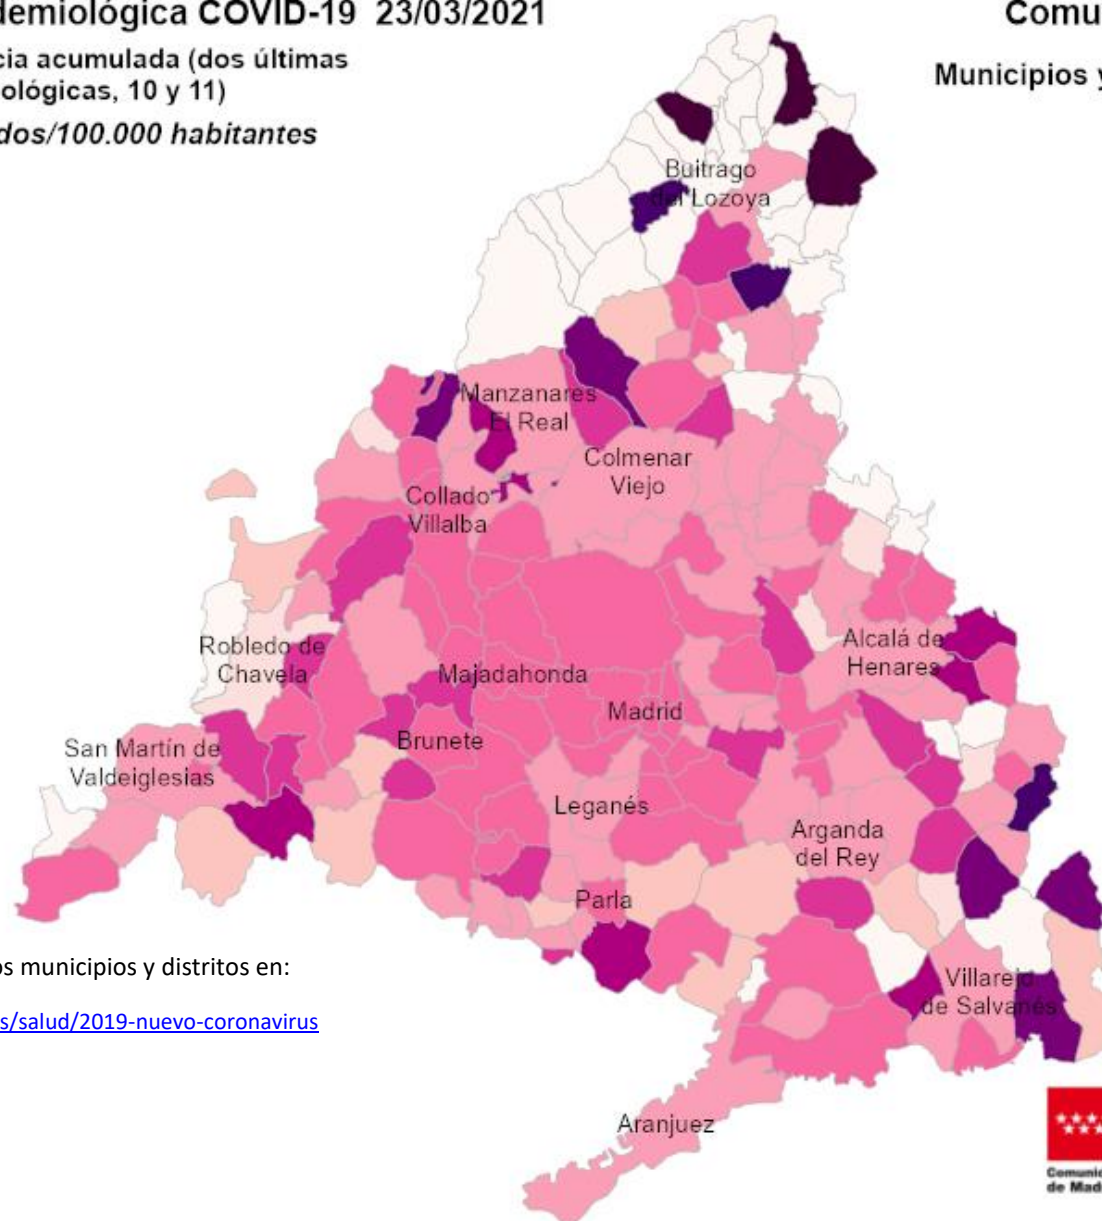 demiológica COVID-19 23/03/2021
cia acumulada (dos últimas
ológicas, 10 y 11)
dos/100.000 habitantes
Comu
Municipios y
Buitrago
del Lozoya
Manzanares
El Real
Colmenar
Viejo
Collado
Villalba
Robledo de
Chavela
Majadahonda
Alcalá de
Henares
Madrid
San Martín de
Valdeiglesias
Brunete
Leganés
Arganda
del Rey
Parla
os municipios y distritos en:
Villarejo
de Salvanés
s/salud/2019-nuevo-coronavirus
Aranjuez
Comunid
de Mad